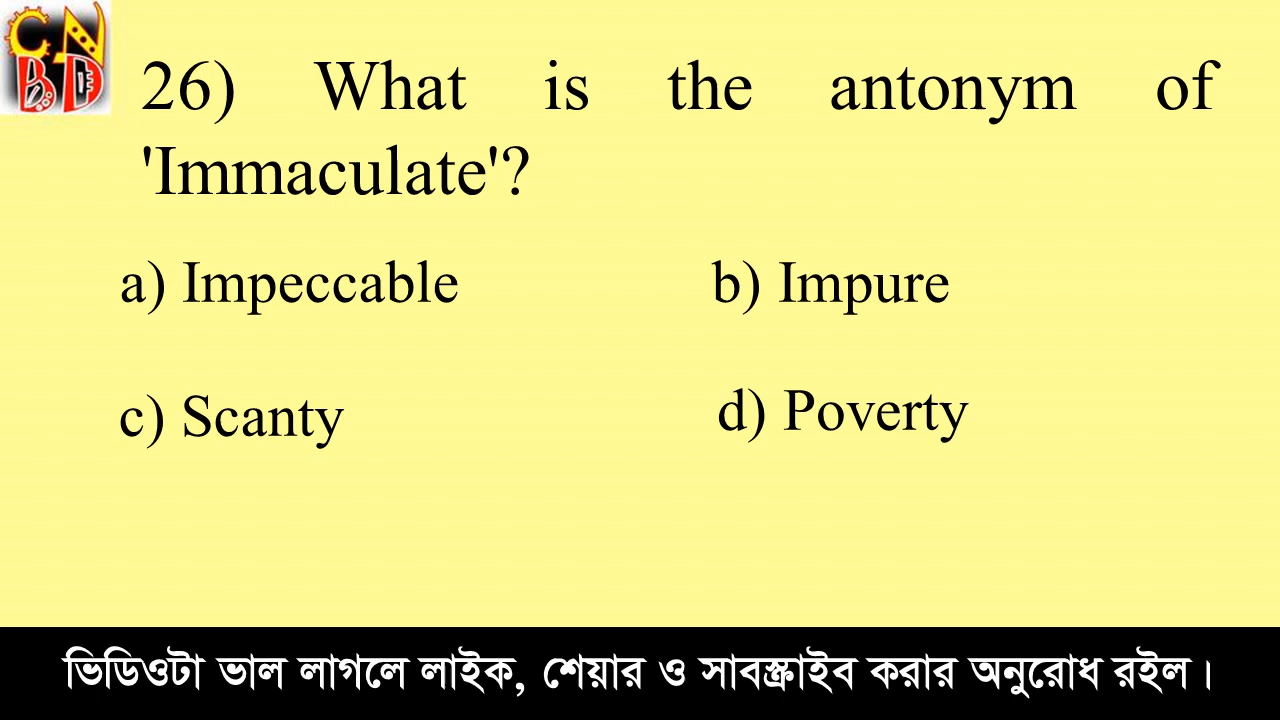 CNBD
26) What is the antonym of
'Immaculate'?
a) Impeccable b) Impure
c) Scanty d) Poverty
ভিডিওটা ভাল লাগলে লাইক, শেয়ার ও সাবস্ক্রাইব করার অনুরোধ রইল।